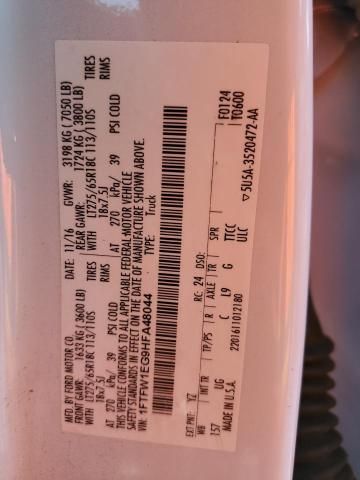 MFD. BY FORD MOTOR CO.
DATE: 11/16 GVWR: 3198 KG ( 7050 LB)
FRONT GAWR: 1633 KG (3600 LB) REAR GAWR: 1724 KG ( 3800 LB)
WITH LT275/65R18C 113/110S TIRES WITH LT275/65R18C 113/110S TIRES
18x7.5J RIMS 18x7.5J RIMS
AT 270 kPa/ 39 PSI COLD AT 270 kPa/ 39 PSI COLD
THIS VEHICLE CONFORMS TO ALL APPLICABLE FEDERAL MOTOR VEHICLE
SAFETY STANDARDS IN EFFECT ON THE DATE OF MANUFACTURE SHOWN ABOVE.
VIN: 1FTFW1EG9HFA48044 TYPE: Truck
F0124
T0600
EXT PNT: YZ RC: 24 DSO:
WB INT TR TP/PS R AXLE TR SPR
157 UG C L9 G TTCC
MADE IN U.S.A. 2201611012180 ULC
5U5A-3520472-AA